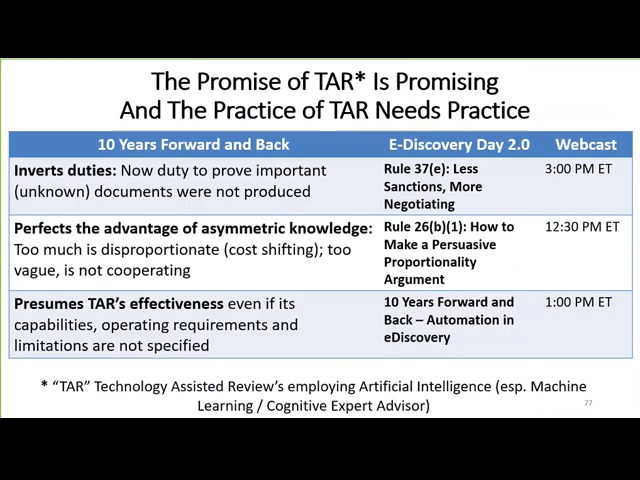 The Promise of TAR* Is Promising
And The Practice of TAR Needs Practice
10 Years Forward and Back
E-Discovery Day 2.0
Webcast
Inverts duties: Now duty to prove important
(unknown) documents were not produced
Rule 37(e): Less
Sanctions, More
Negotiating
3:00 PM ET
Perfects the advantage of asymmetric knowledge:
Too much is disproportionate (cost shifting); too
vague, is not cooperating
Rule 26(b)(1): How to
Make a Persuasive
Proportionality
Argument
12:30 PM ET
Presumes TAR’s effectiveness even if its
capabilities, operating requirements and
limitations are not specified
10 Years Forward and
Back – Automation in
eDiscovery
1:00 PM ET
* “TAR” Technology Assisted Review’s employing Artificial Intelligence (esp. Machine
Learning / Cognitive Expert Advisor)
77